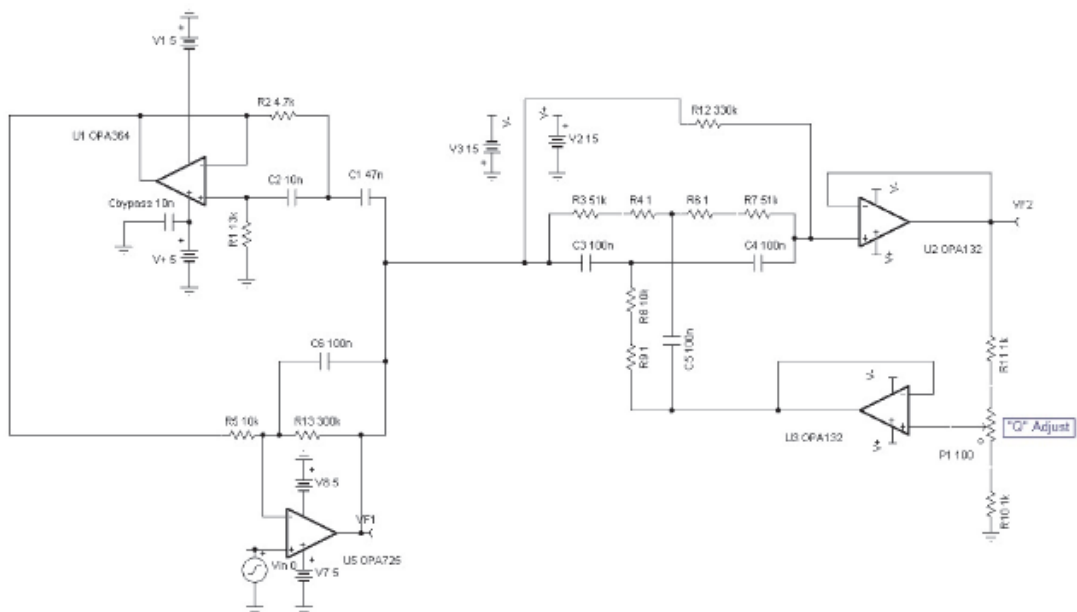 V1 5
R2 4.7k
U1 OPA364
C2 10n
C1 47n
Cbypass 10n
R1 13k
V+ 5
V3 15
V-
V+
V2 15
R12 330k
R3 51k
R4 1
R6 1
R7 51k
C3 100n
C4 100n
V-
V+
U2 OPA132
VF2
R8 10k
R9 1
C5 100n
C6 100n
R5 10k
R13 300k
V8 5
VF1
U5 OPA725
Vin 0
V7 5
V-
V+
U3 OPA132
R11 1k
P1 100
"Q" Adjust
R10 1k